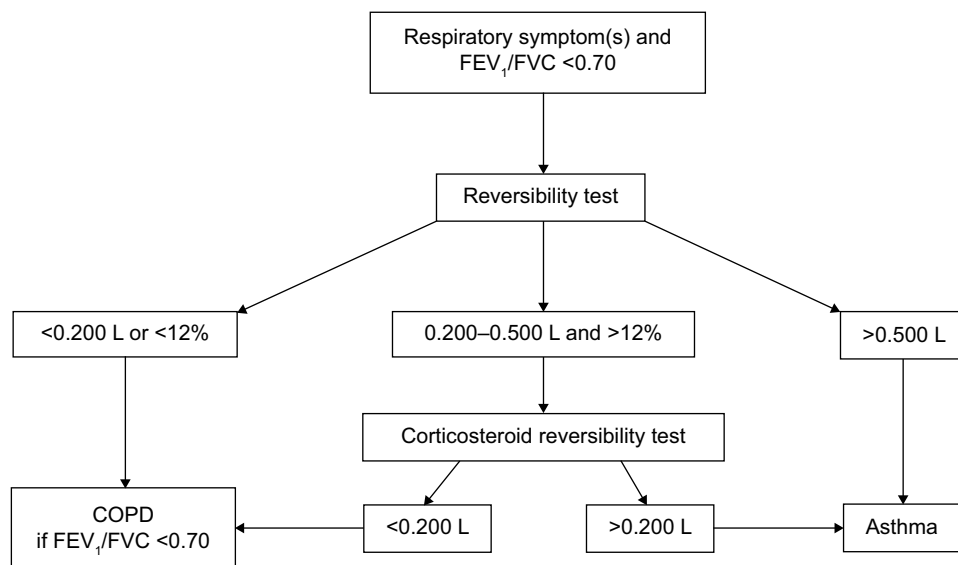 Respiratory symptom(s) and
FEV₁/FVC <0.70
Reversibility test
<0.200 L or <12%
0.200–0.500 L and >12%
>0.500 L
Corticosteroid reversibility test
COPD
if FEV₁/FVC <0.70
<0.200 L
>0.200 L
Asthma